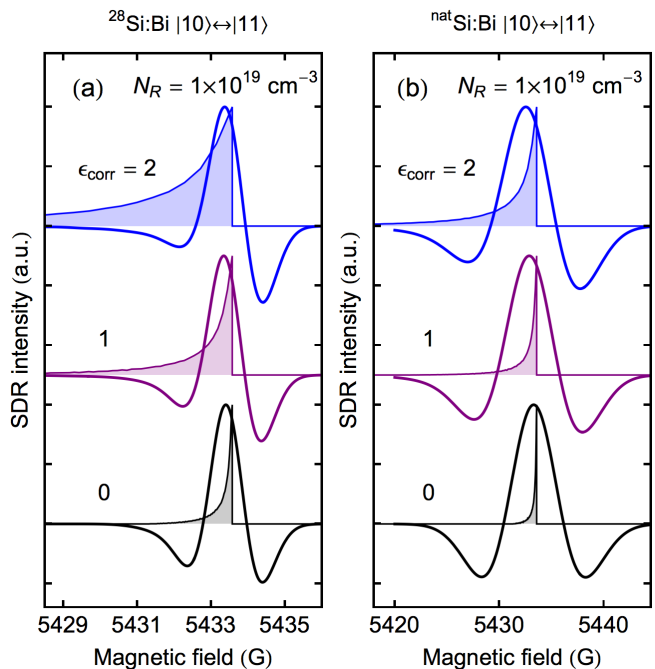 ²⁸Si:Bi |10⟩↔|11⟩
(a) N_R = 1×10¹⁹ cm⁻³
ϵcorr = 2
1
0
SDR intensity (a.u.)
5429 5431 5433 5435
Magnetic field (G)
ⁿᵃᵗSi:Bi |10⟩↔|11⟩
(b) N_R = 1×10¹⁹ cm⁻³
ϵcorr = 2
1
0
SDR intensity (a.u.)
5420 5430 5440
Magnetic field (G)